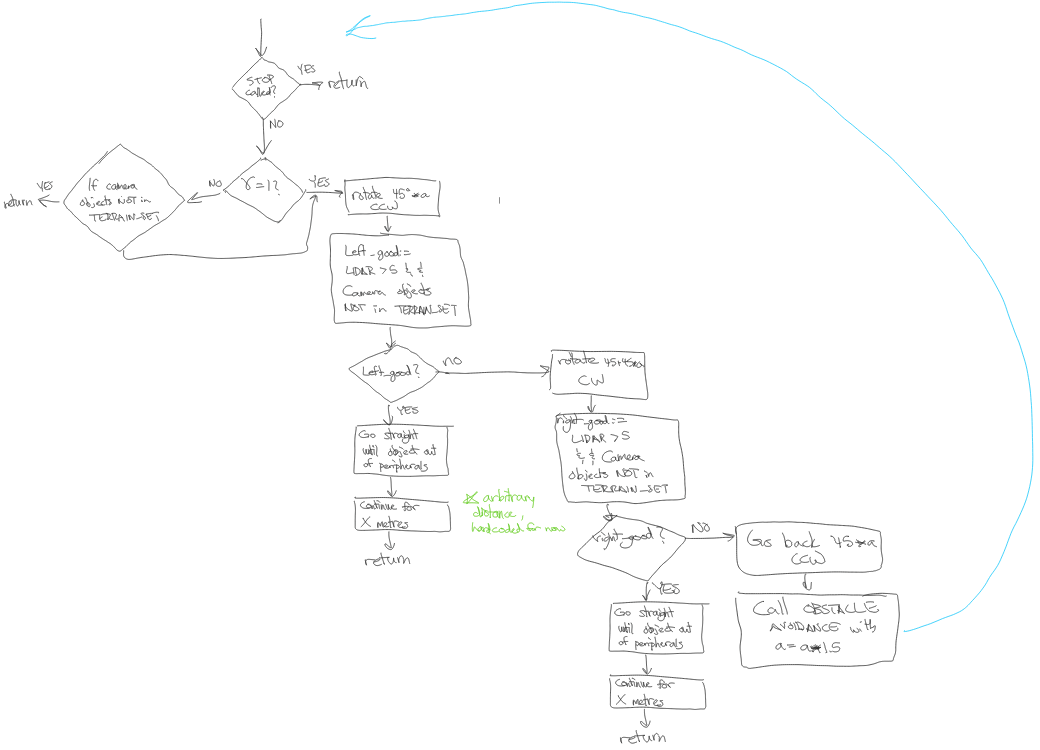 STOP
called?
YES
return
NO
γ=1?
NO
YES
If camera
objects NOT in
TERRAIN_SET
YES
return
rotate 45°*a
CCW
Left_good:=
LIDAR > 5 &&
Camera objects
NOT in TERRAIN_SET
Left_good?
NO
YES
Go straight
until object out
of peripherals
Continue for
X metres
return
X arbitrary
distance,
hardcoded for now
rotate 45+45*a
CW
right_good:=
LIDAR > 5
&& Camera
objects NOT in
TERRAIN_SET
right_good?
NO
YES
Go straight
until object out
of peripherals
Continue for
X metres
return
Go back 45*a
CCW
Call OBSTACLE
AVOIDANCE with
a = a*1.5